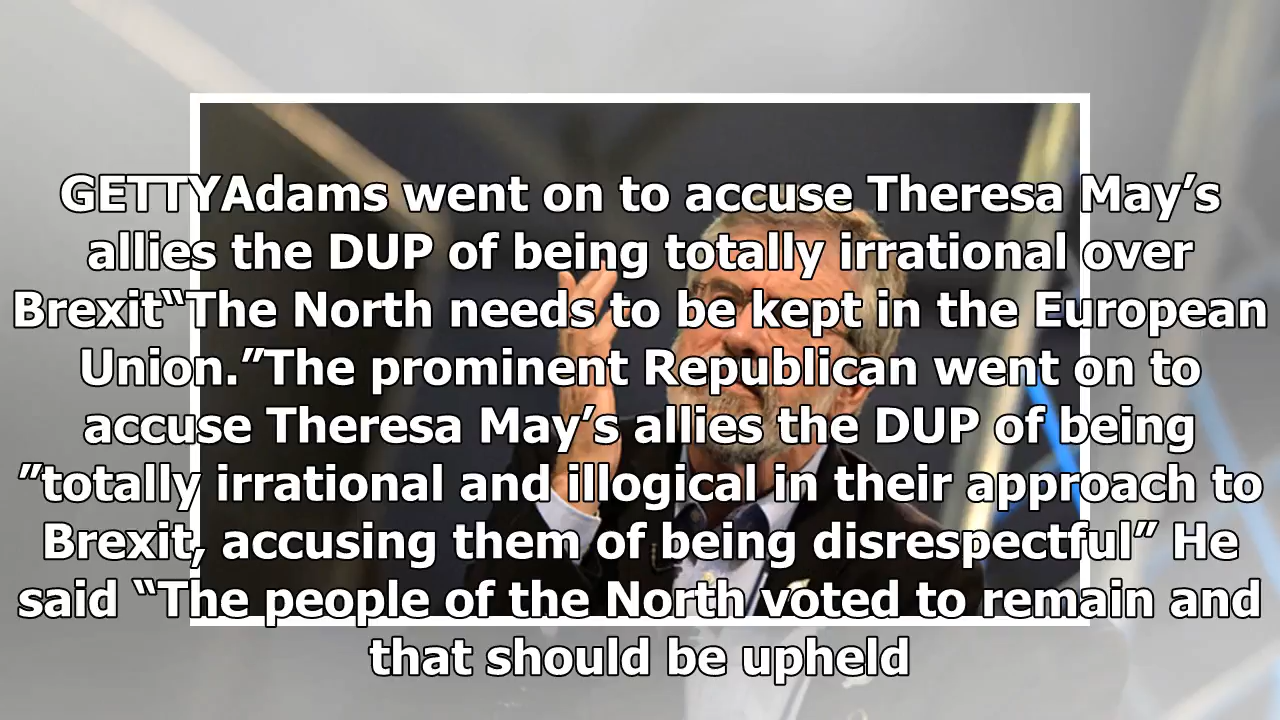 GETTYAdams went on to accuse Theresa May’s
allies the DUP of being totally irrational over
Brexit“The North needs to be kept in the European
Union.”The prominent Republican went on to
accuse Theresa May’s allies the DUP of being
”totally irrational and illogical in their approach to
Brexit, accusing them of being disrespectful” He
said “The people of the North voted to remain and
that should be upheld